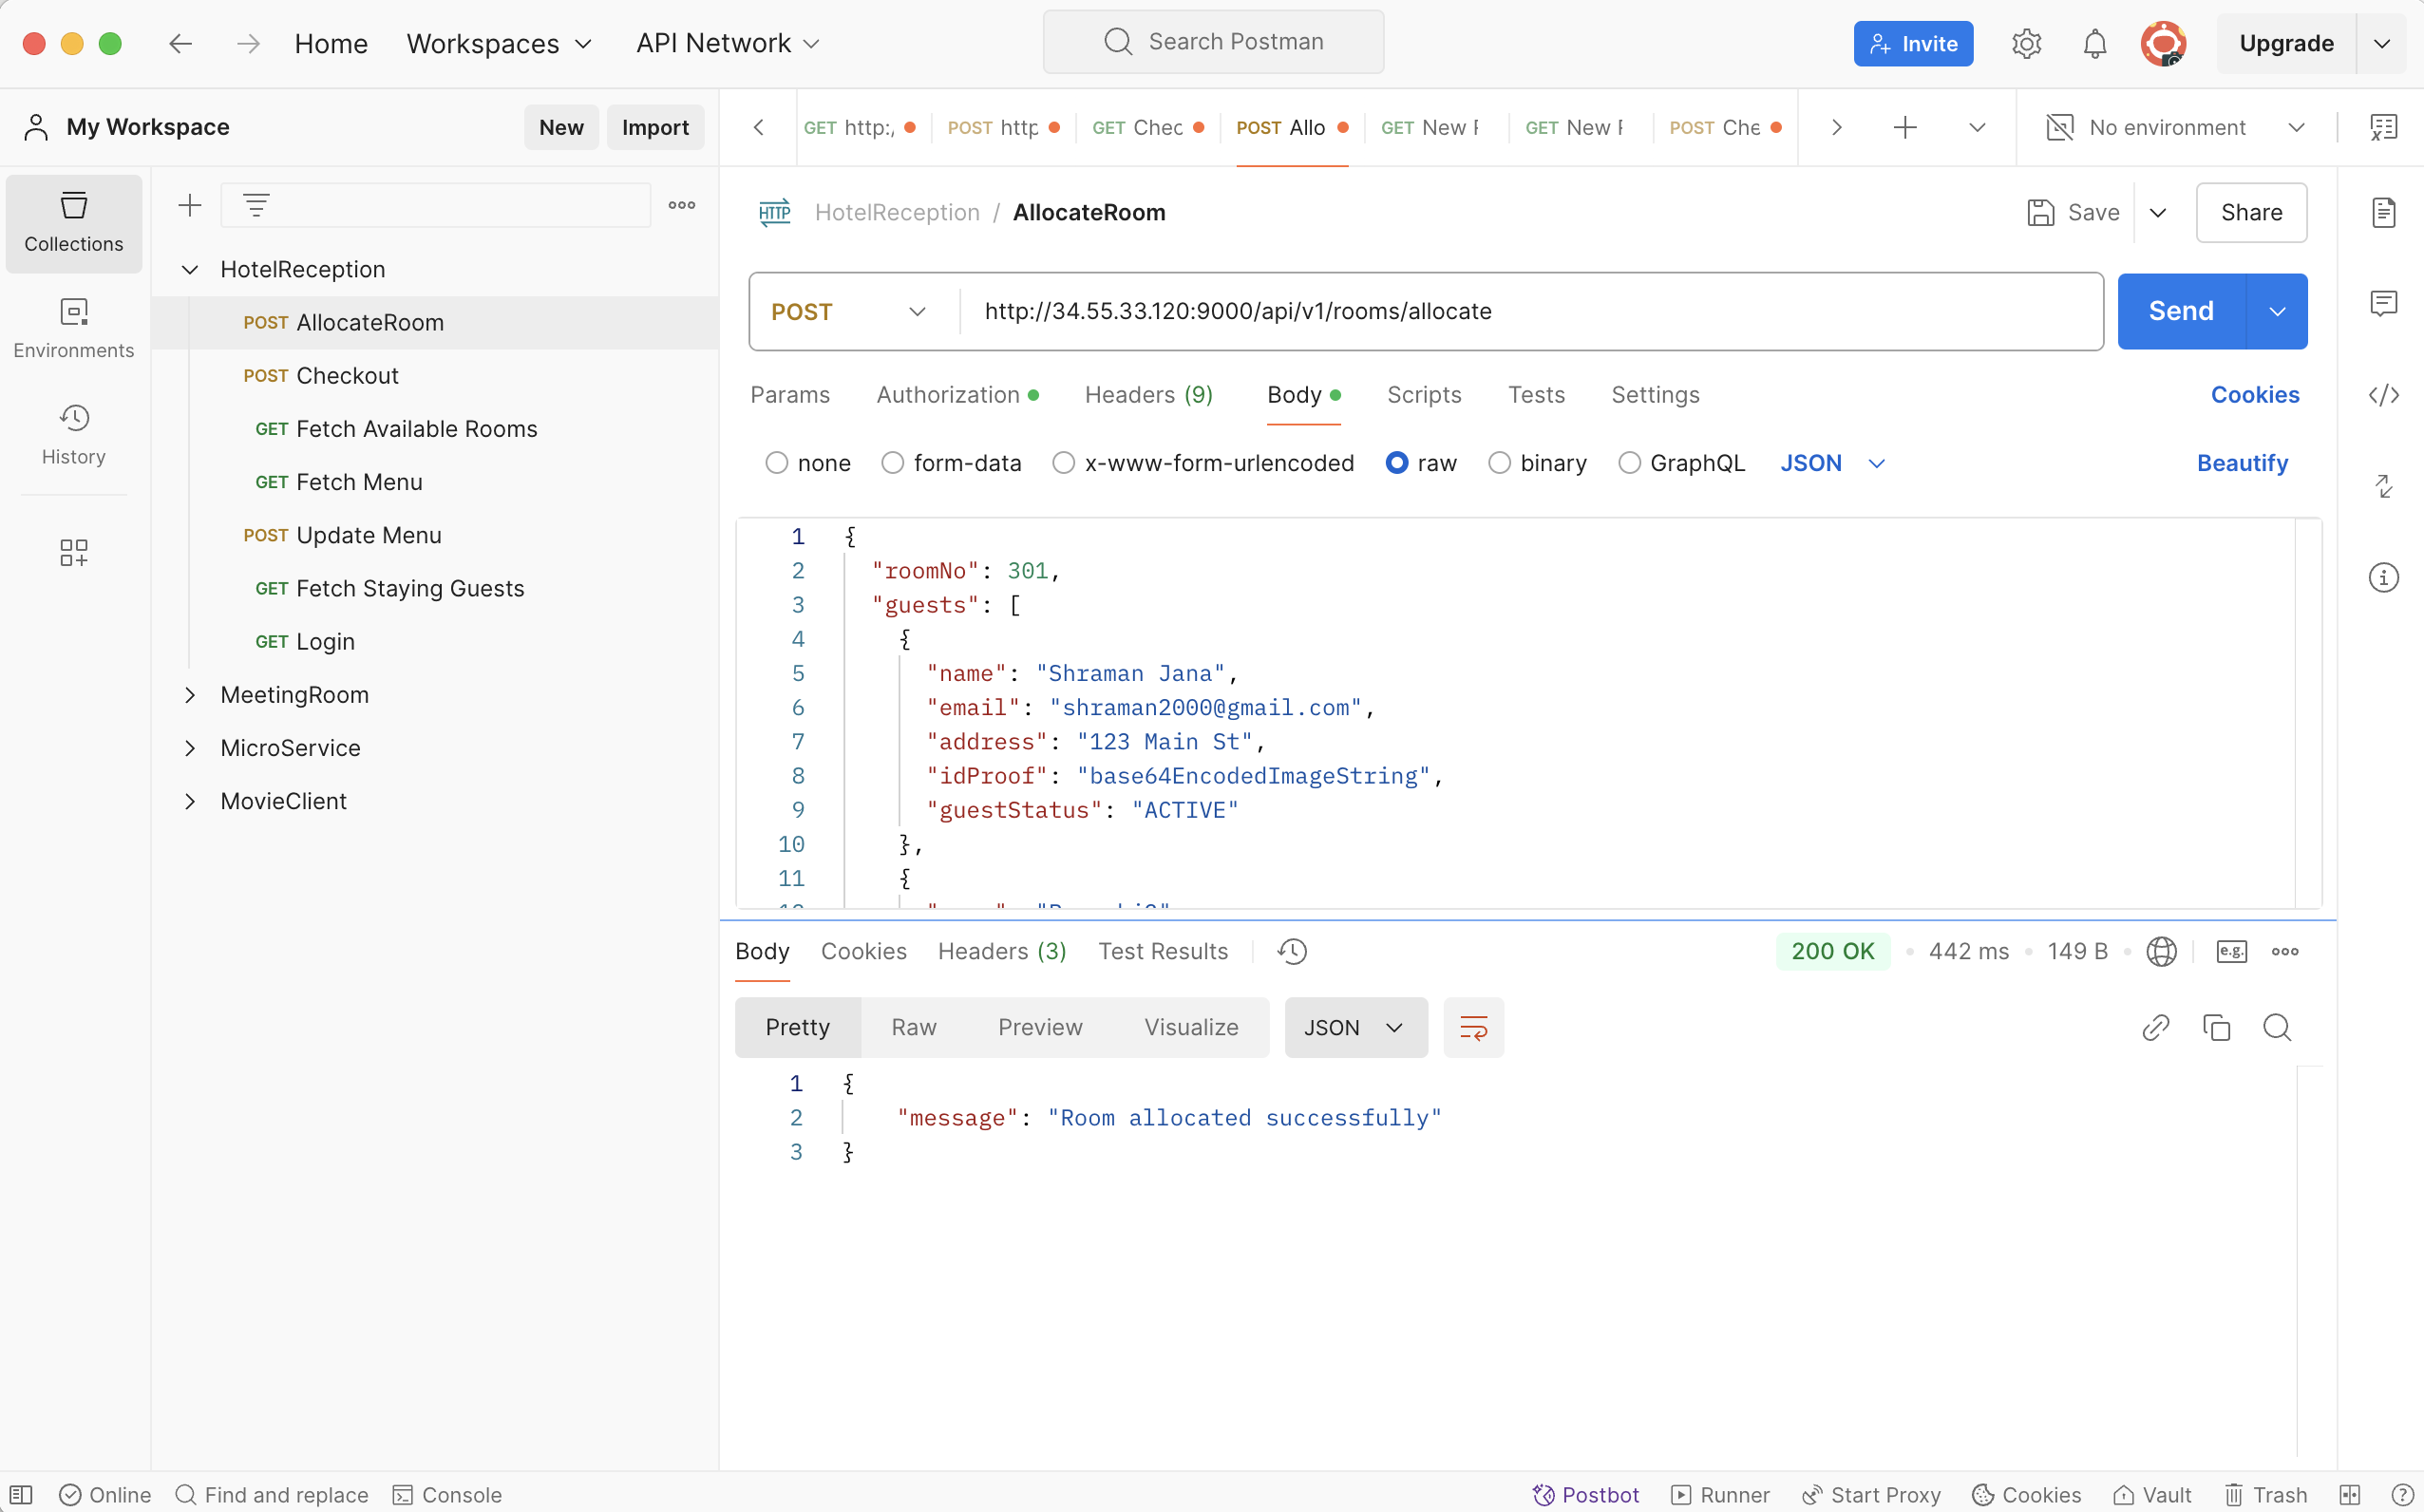 Home Workspaces API Network Search Postman Invite Upgrade
My Workspace New Import
GET http:/ POST http GET Chec POST Allo GET New GET New POST Che No environment
Collections
Environments
History
HotelReception
POST AllocateRoom
POST Checkout
GET Fetch Available Rooms
GET Fetch Menu
POST Update Menu
GET Fetch Staying Guests
GET Login
MeetingRoom
MicroService
MovieClient
HTTP HotelReception / AllocateRoom Save Share
POST http://34.55.33.120:9000/api/v1/rooms/allocate Send
Params Authorization Headers (9) Body Scripts Tests Settings Cookies
none form-data x-www-form-urlencoded raw binary GraphQL JSON Beautify
1 {
2 "roomNo": 301,
3 "guests": [
4 {
5 "name": "Shraman Jana",
6 "email": "shraman2000@gmail.com",
7 "address": "123 Main St",
8 "idProof": "base64EncodedImageString",
9 "guestStatus": "ACTIVE"
10 },
11 {
Body Cookies Headers (3) Test Results 200 OK 442 ms 149 B e.g.
Pretty Raw Preview Visualize JSON
1 {
2 "message": "Room allocated successfully"
3 }
Online Find and replace Console Postbot Runner Start Proxy Cookies Vault Trash